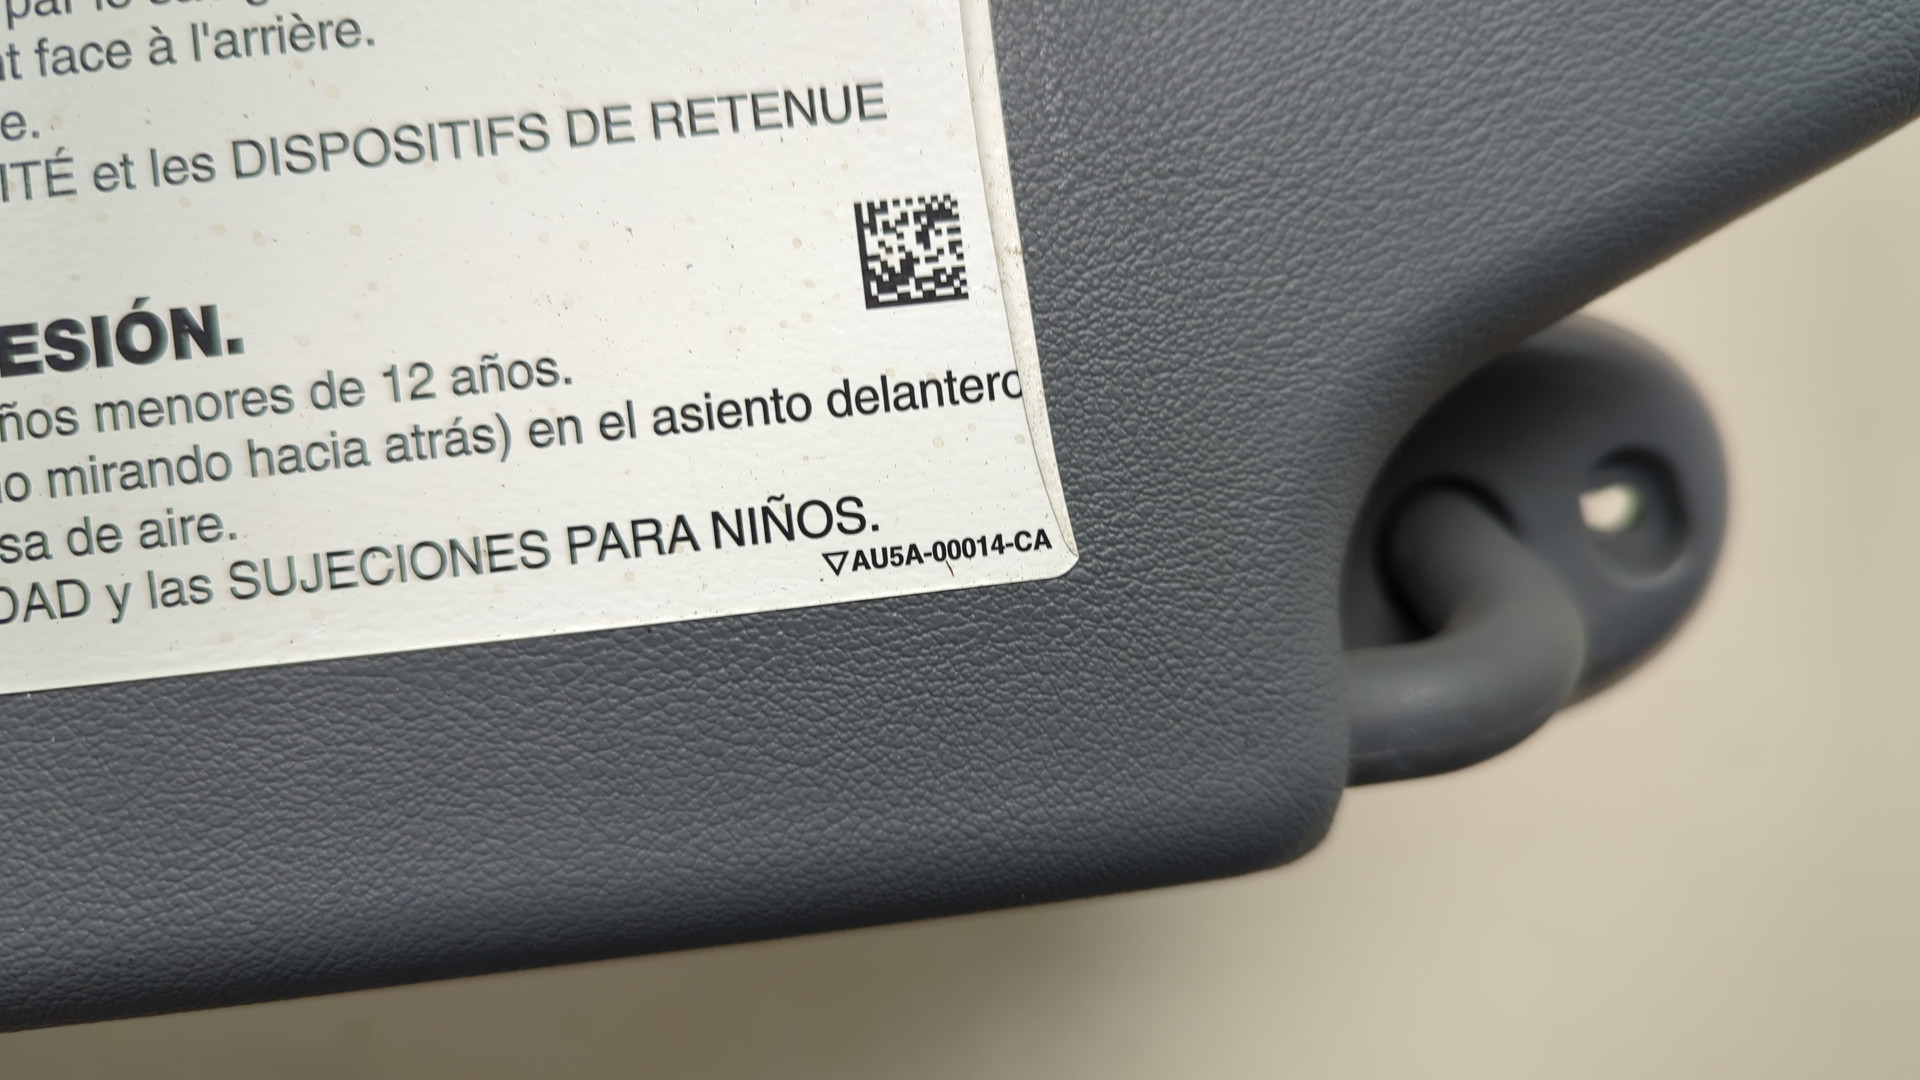 t face à l'arrière.
e.
ITÉ et les DISPOSITIFS DE RETENUE
ESIÓN.
ños menores de 12 años.
o mirando hacia atrás) en el asiento delantero
sa de aire.
DAD y las SUJECIONES PARA NIÑOS.
▽AU5A-00014-CA